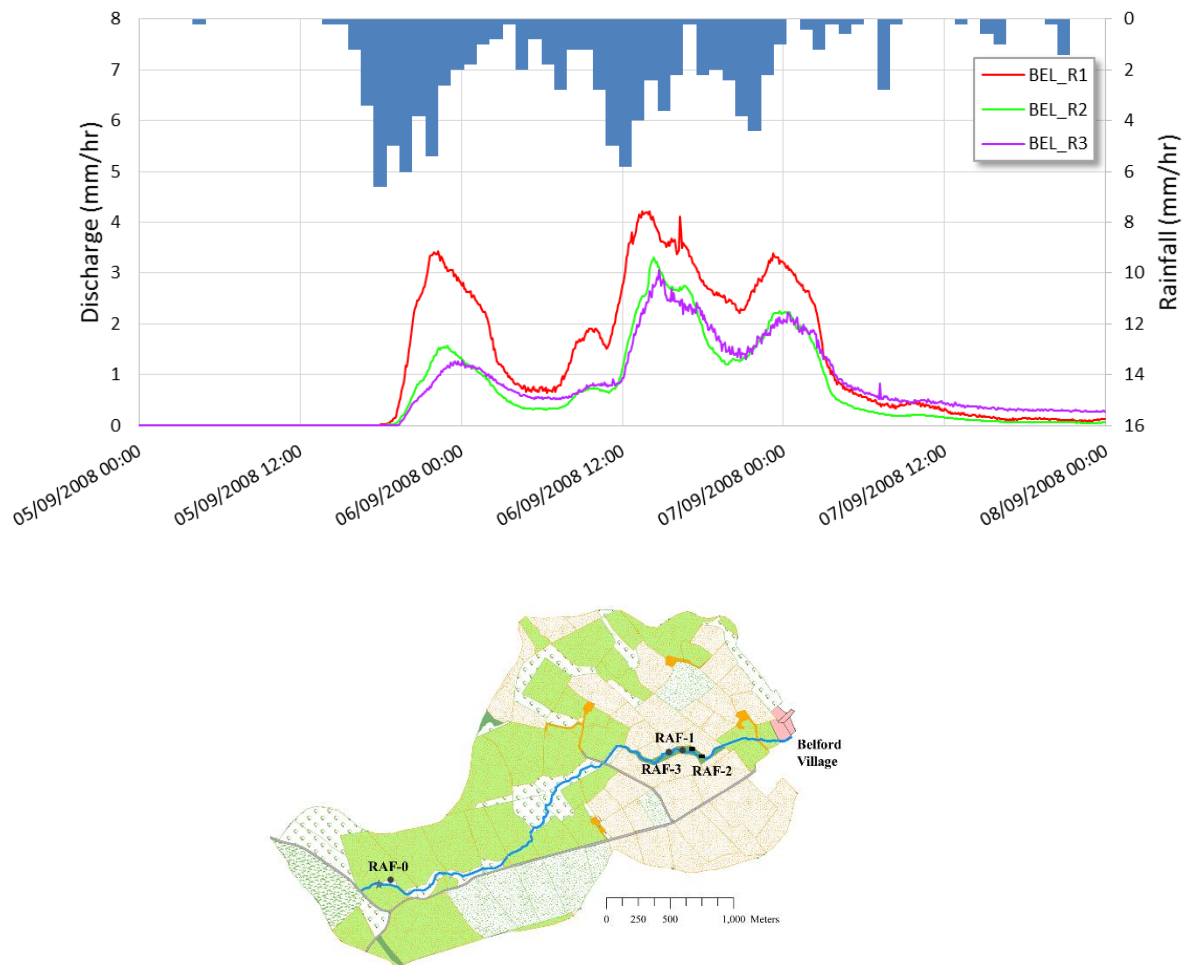 8
7
6
5
4
3
2
1
0
Discharge (mm/hr)
0
2
4
6
8
10
12
14
16
Rainfall (mm/hr)
BEL_R1
BEL_R2
BEL_R3
05/09/2008 00:00
05/09/2008 12:00
06/09/2008 00:00
06/09/2008 12:00
07/09/2008 00:00
07/09/2008 12:00
08/09/2008 00:00
RAF-1
RAF-3
RAF-2
Belford
Village
RAF-0
0 250 500 1,000 Meters